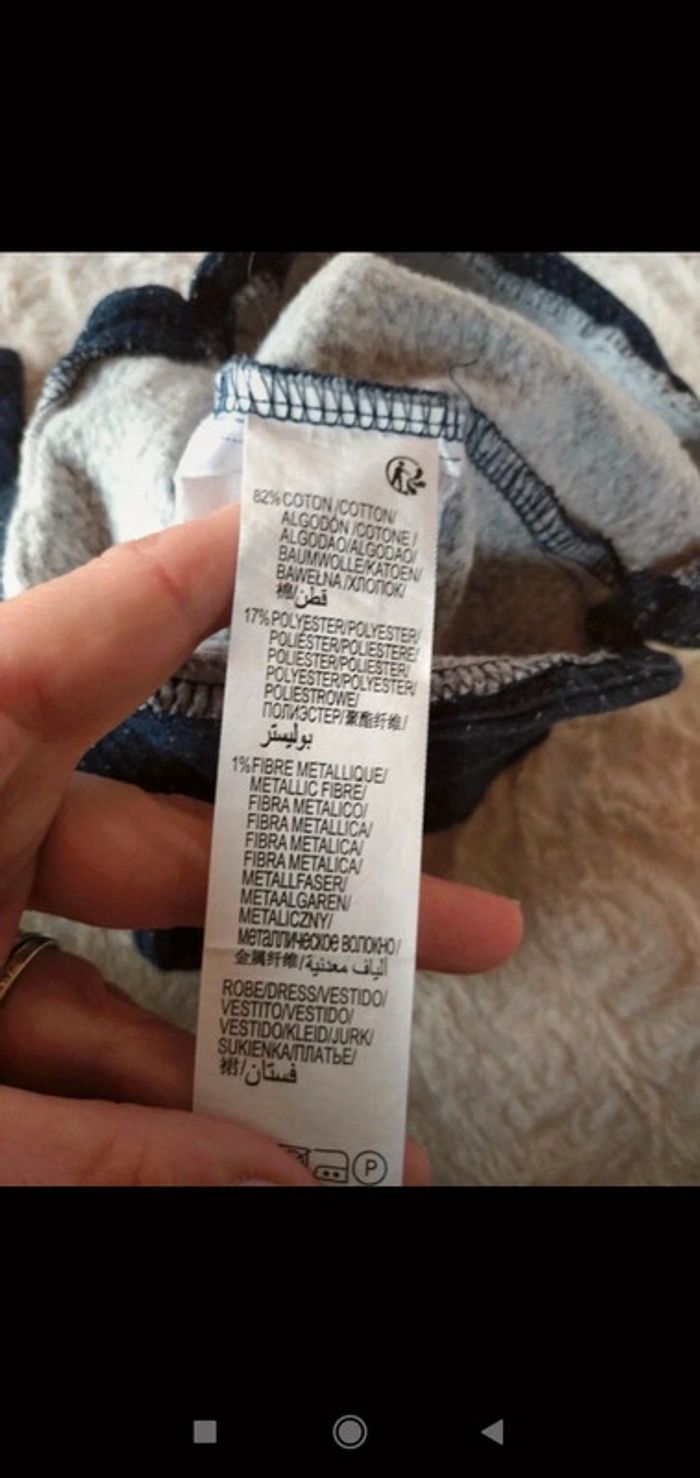 82% COTON /COTTON/
ALGODÓN /COTONE /
ALGODAO/ALGODAO/
BAUMWOLLE/KATOEN/
BAWEŁNA /ХЛОПОК/
棉/قطن
17% POLYESTER/POLYESTER/
POLIÉSTER/POLIESTERE/
POLIESTER/POLIESTER/
POLYESTER/POLYESTER/
POLIESTROWE/
ПОЛИЭСТЕР/聚酯纤维/
بوليستر
1% FIBRE METALLIQUE/
METALLIC FIBRE/
FIBRA METALICO/
FIBRA METALLICA/
FIBRA METALICA/
FIBRA METALICA/
METALLFASER/
METAALGAREN/
METALICZNY/
Металлическое волокно/
金属纤维/ألياف معدنية
ROBE/DRESS/VESTIDO/
VESTITO/VESTIDO/
VESTIDO/KLEID/JURK/
SUKIENKA/ПЛАТЬЕ/
裙/فستان
P